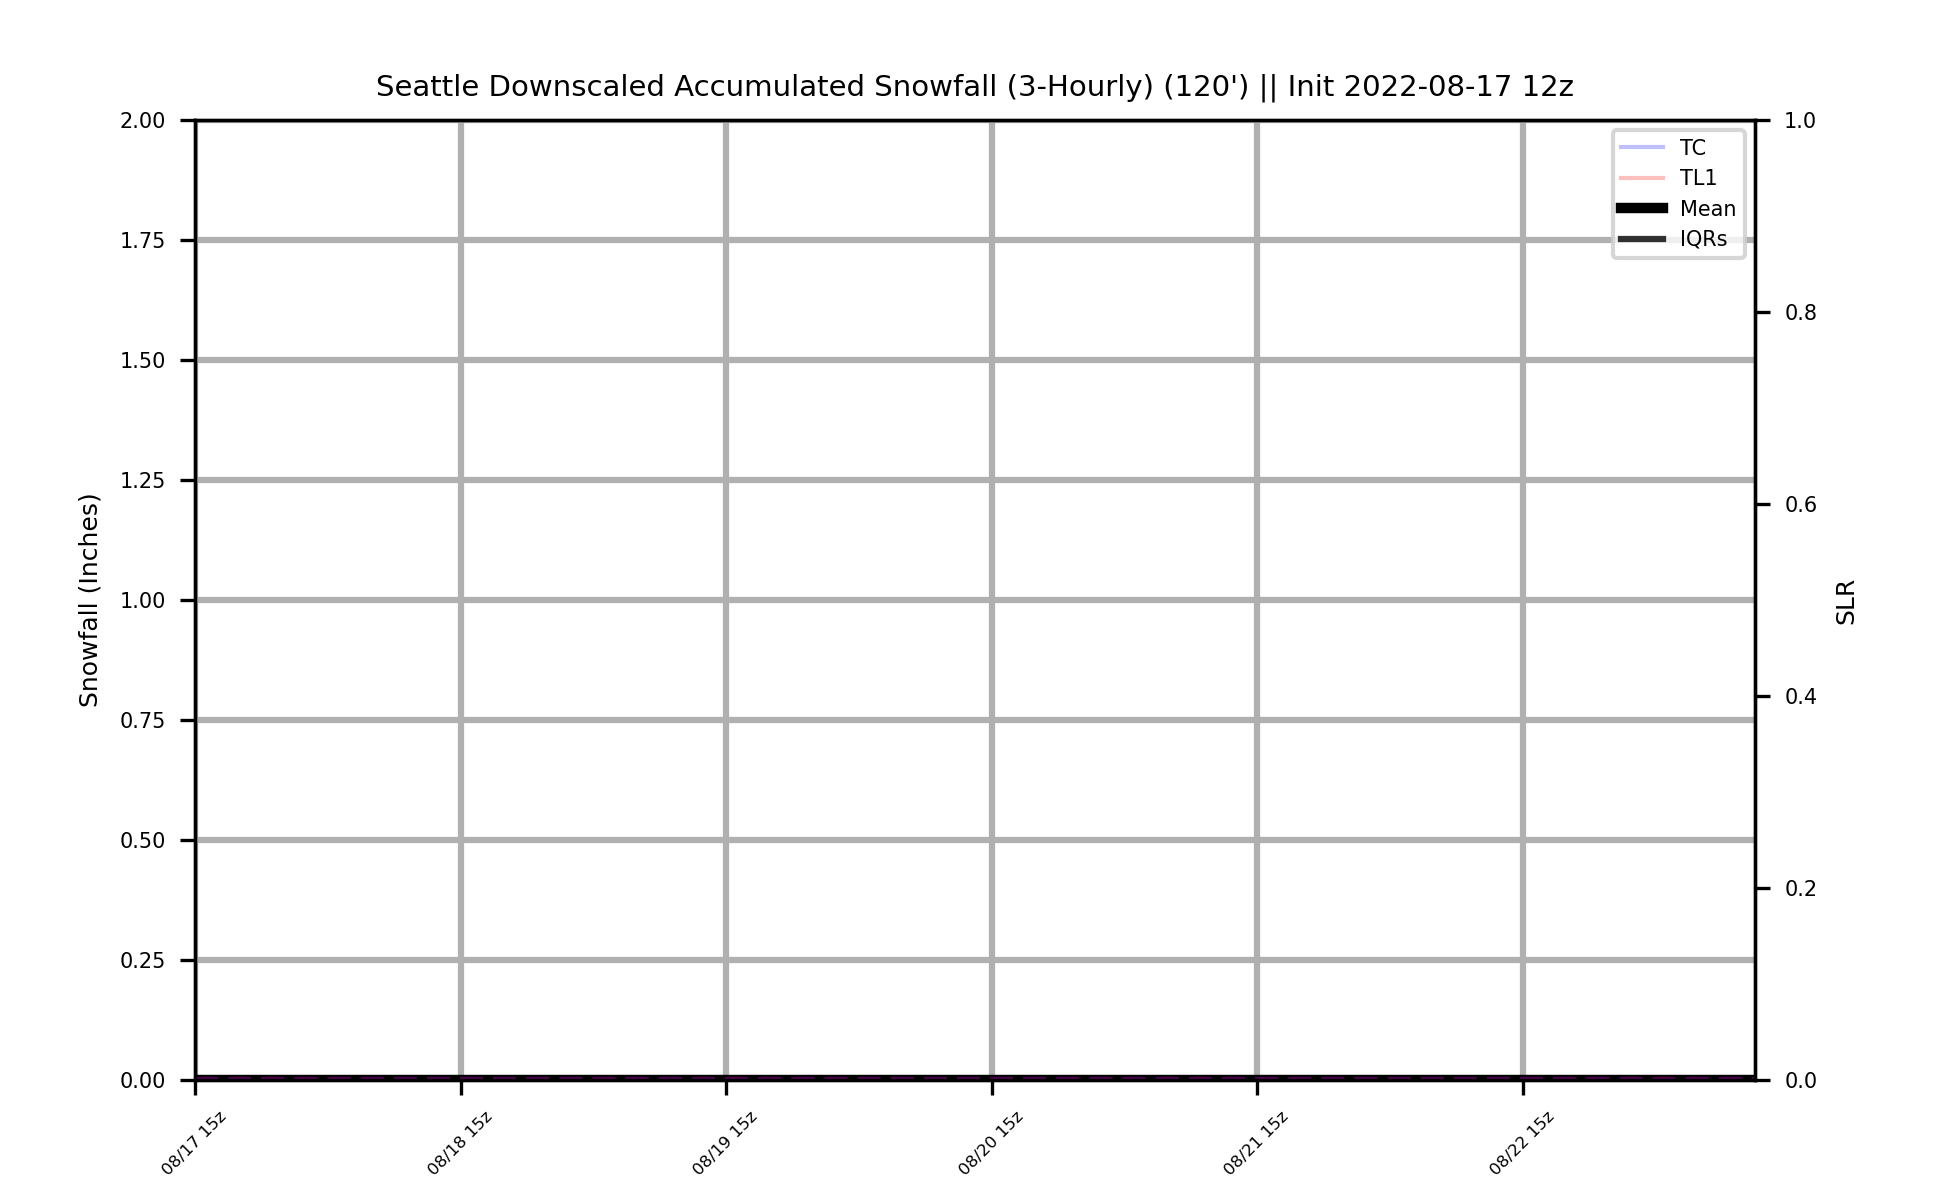 Seattle Downscaled Accumulated Snowfall (3-Hourly) (120') || Init 2022-08-17 12z
2.00
1.75
1.50
1.25
1.00
0.75
0.50
0.25
0.00
Snowfall (Inches)
TC
TL1
Mean
IQRs
1.0
0.8
0.6
0.4
0.2
0.0
SLR
08/17 15z
08/18 15z
08/19 15z
08/20 15z
08/21 15z
08/22 15z